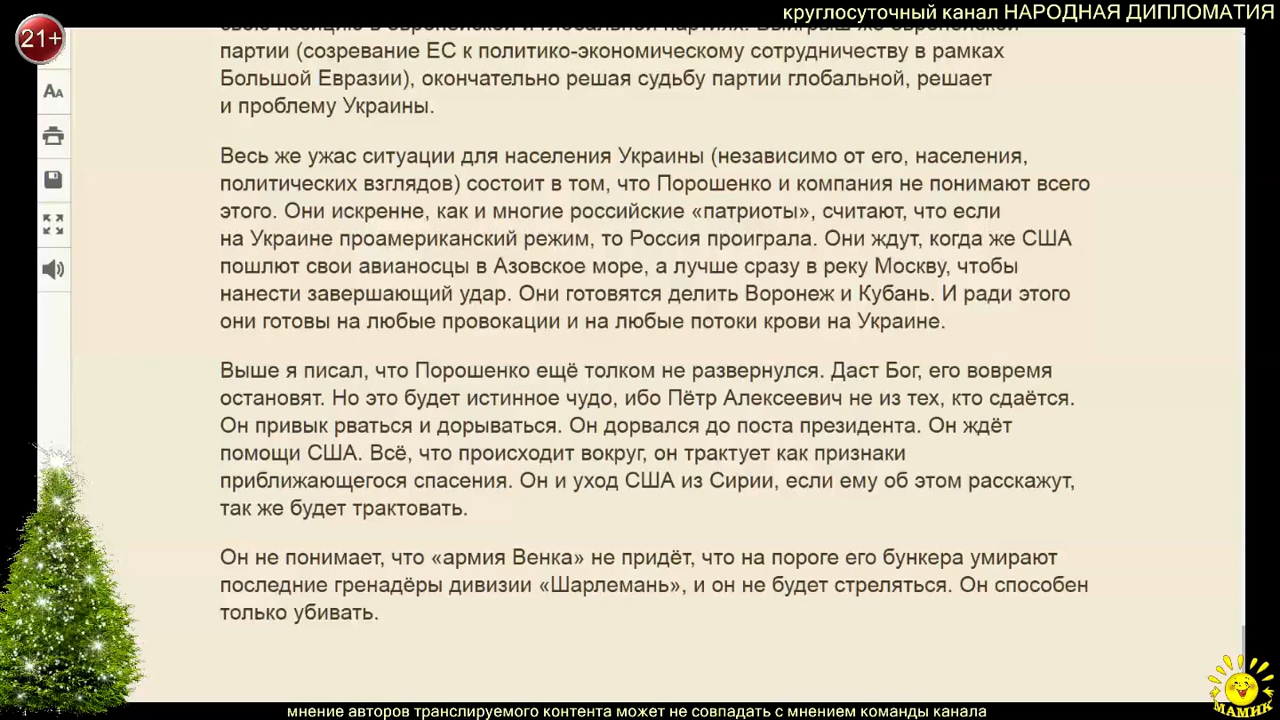 круглосуточный канал НАРОДНАЯ ДИПЛОМАТИЯ
21+
свою позицию в европейской и глобальной партиях. Выигрыш же европейской
партии (созревание ЕС к политико-экономическому сотрудничеству в рамках
Большой Евразии), окончательно решая судьбу партии глобальной, решает
и проблему Украины.
AA
Весь же ужас ситуации для населения Украины (независимо от его, населения,
политических взглядов) состоит в том, что Порошенко и компания не понимают всего
этого. Они искренне, как и многие российские «патриоты», считают, что если
на Украине проамериканский режим, то Россия проиграла. Они ждут, когда же США
пошлют свои авианосцы в Азовское море, а лучше сразу в реку Москву, чтобы
нанести завершающий удар. Они готовятся делить Воронеж и Кубань. И ради этого
они готовы на любые провокации и на любые потоки крови на Украине.
Выше я писал, что Порошенко ещё толком не развернулся. Даст Бог, его вовремя
остановят. Но это будет истинное чудо, ибо Пётр Алексеевич не из тех, кто сдаётся.
Он привык рваться и дорываться. Он дорвался до поста президента. Он ждёт
помощи США. Всё, что происходит вокруг, он трактует как признаки
приближающегося спасения. Он и уход США из Сирии, если ему об этом расскажут,
так же будет трактовать.
Он не понимает, что «армия Венка» не придёт, что на пороге его бункера умирают
последние гренадёры дивизии «Шарлемань», и он не будет стреляться. Он способен
только убивать.
МАМИК
мнение авторов транслируемого контента может не совпадать с мнением команды канала